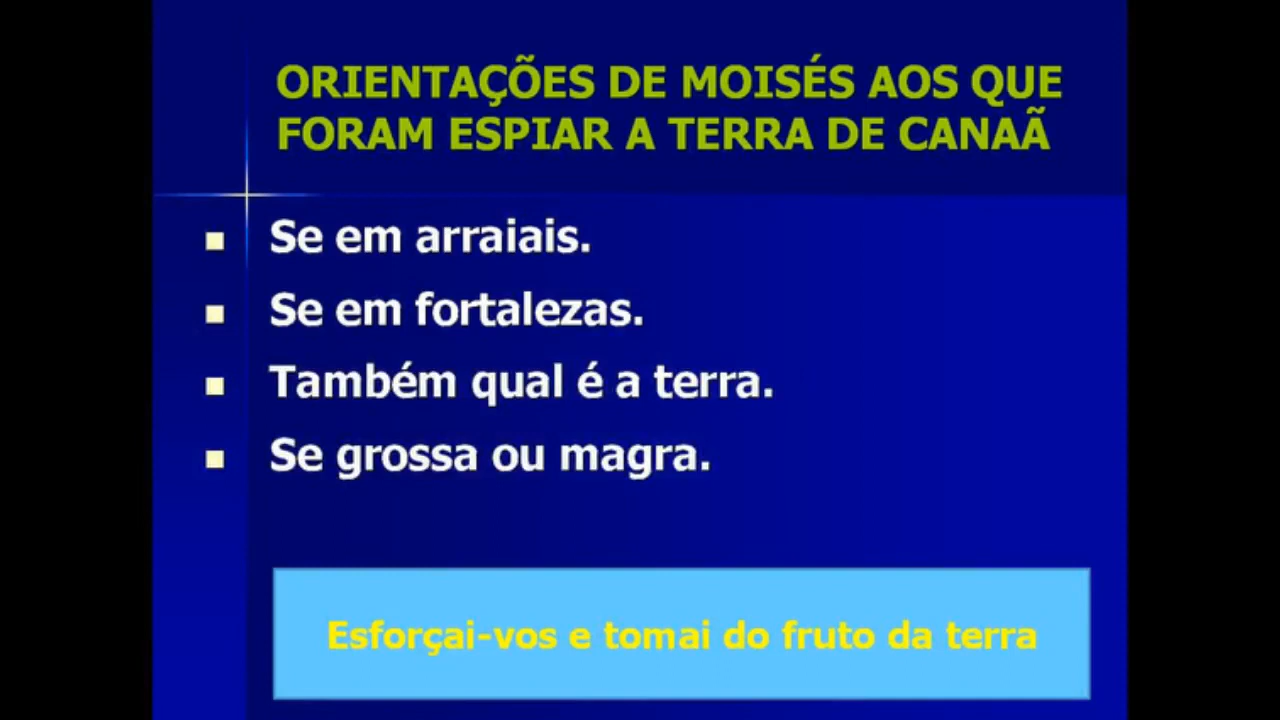 ORIENTAÇÕES DE MOISÉS AOS QUE
FORAM ESPIAR A TERRA DE CANAÃ
Se em arraiais.
Se em fortalezas.
Também qual é a terra.
Se grossa ou magra.
Esforçai-vos e tomai do fruto da terra